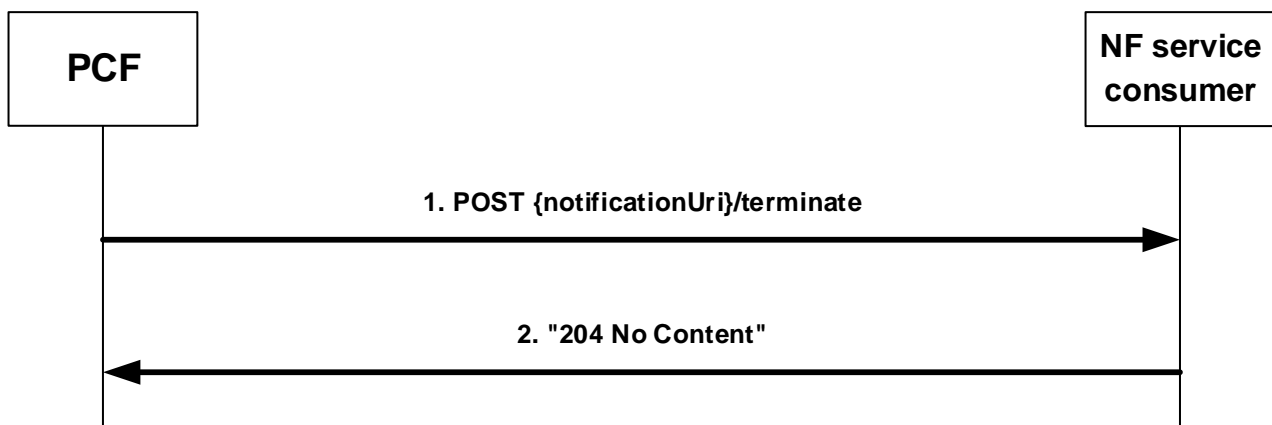 PCF
NF service
consumer
1. POST {notificationUri}/terminate
2. "204 No Content"